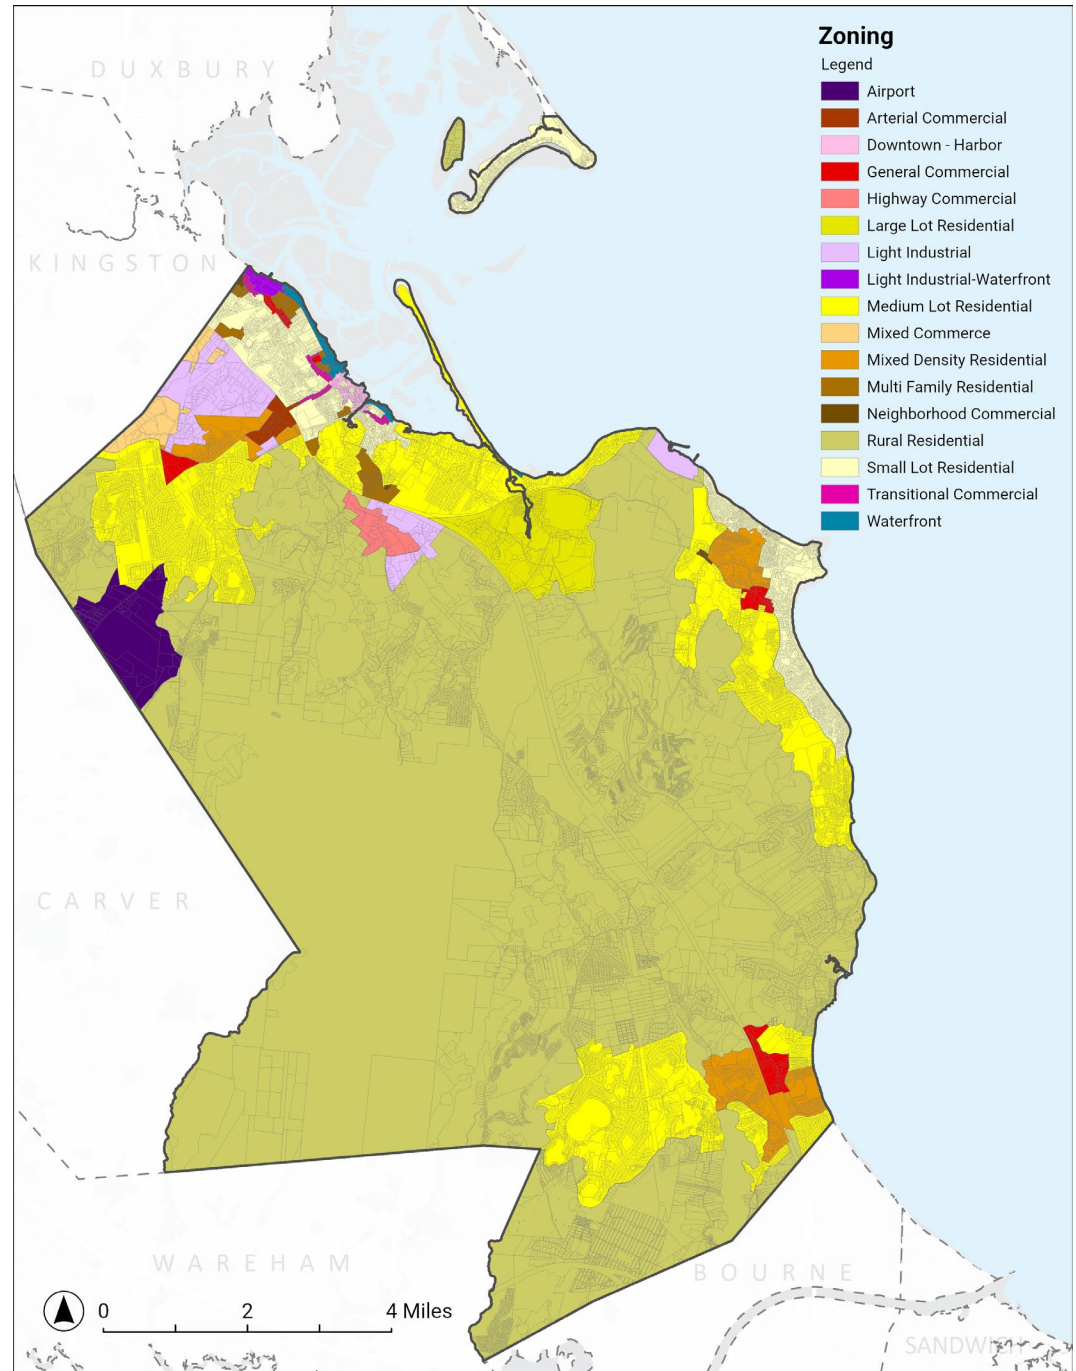 Zoning
Legend
Airport
Arterial Commercial
Downtown - Harbor
General Commercial
Highway Commercial
Large Lot Residential
Light Industrial
Light Industrial-Waterfront
Medium Lot Residential
Mixed Commerce
Mixed Density Residential
Multi Family Residential
Neighborhood Commercial
Rural Residential
Small Lot Residential
Transitional Commercial
Waterfront
DUXBURY
KINGSTON
CARVER
WAREHAM
BOURNE
SANDWICH
0 2 4 Miles